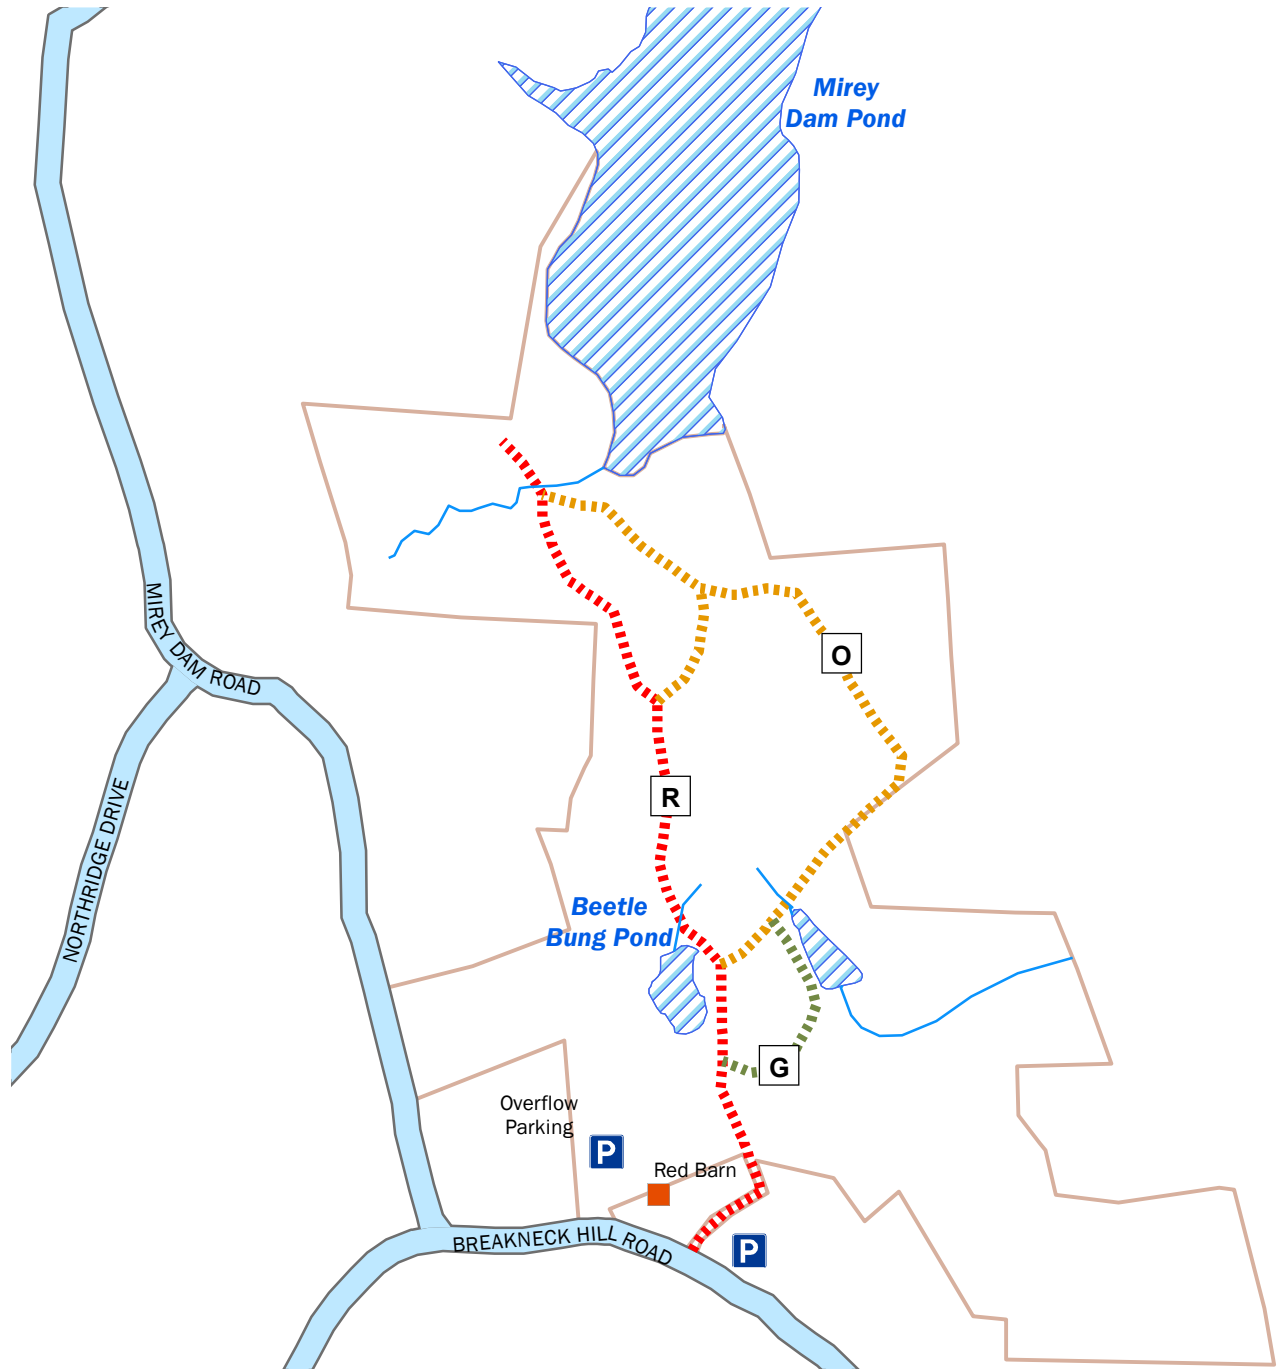 Mirey
Dam Pond
MIREY DAM ROAD
O
NORTHRIDGE DRIVE
R
Beetle
Bung Pond
G
Overflow
Parking
P
Red Barn
BREAKNECK HILL ROAD
P